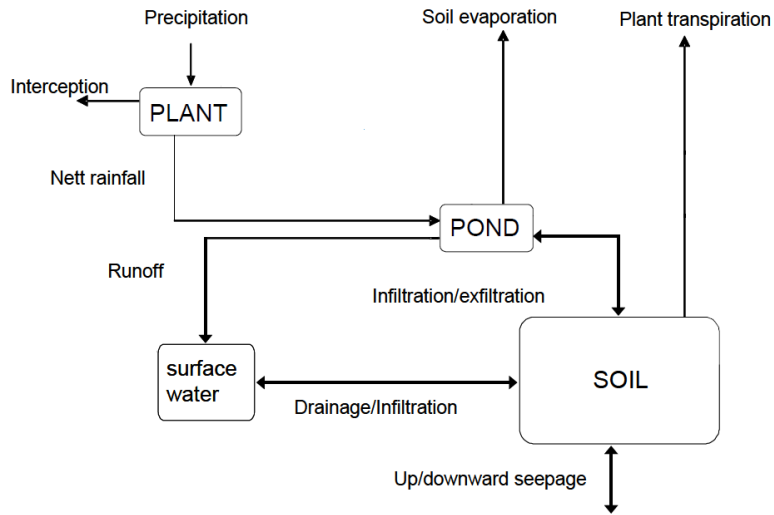 Precipitation
Soil evaporation
Plant transpiration
Interception
PLANT
Nett rainfall
POND
Runoff
Infiltration/exfiltration
surface
water
SOIL
Drainage/Infiltration
Up/downward seepage